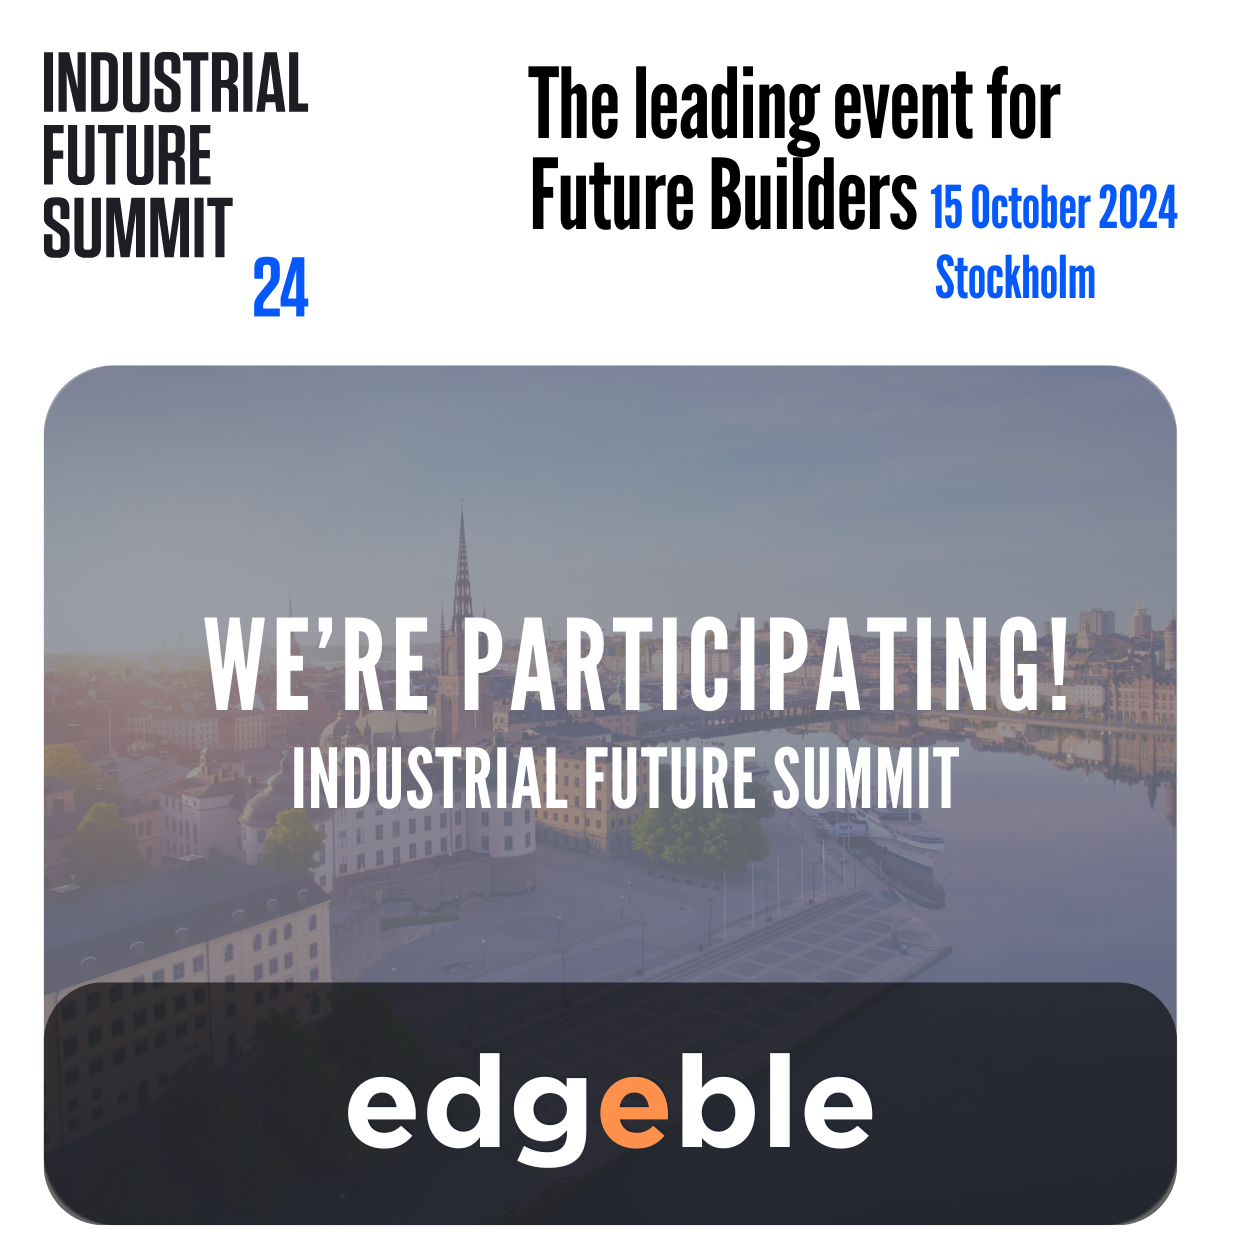 INDUSTRIAL
FUTURE
SUMMIT
24
The leading event for
Future Builders 15 October 2024
Stockholm
WE’RE PARTICIPATING!
INDUSTRIAL FUTURE SUMMIT
edgeble